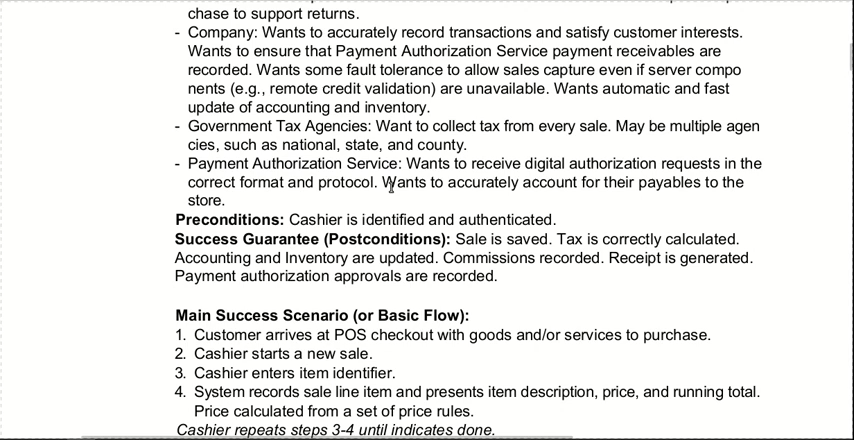 chase to support returns.
- Company: Wants to accurately record transactions and satisfy customer interests.
Wants to ensure that Payment Authorization Service payment receivables are
recorded. Wants some fault tolerance to allow sales capture even if server compo
nents (e.g., remote credit validation) are unavailable. Wants automatic and fast
update of accounting and inventory.
- Government Tax Agencies: Want to collect tax from every sale. May be multiple agen
cies, such as national, state, and county.
- Payment Authorization Service: Wants to receive digital authorization requests in the
correct format and protocol. Wants to accurately account for their payables to the
store.
Preconditions: Cashier is identified and authenticated.
Success Guarantee (Postconditions): Sale is saved. Tax is correctly calculated.
Accounting and Inventory are updated. Commissions recorded. Receipt is generated.
Payment authorization approvals are recorded.
Main Success Scenario (or Basic Flow):
1. Customer arrives at POS checkout with goods and/or services to purchase.
2. Cashier starts a new sale.
3. Cashier enters item identifier.
4. System records sale line item and presents item description, price, and running total.
Price calculated from a set of price rules.
Cashier repeats steps 3-4 until indicates done.